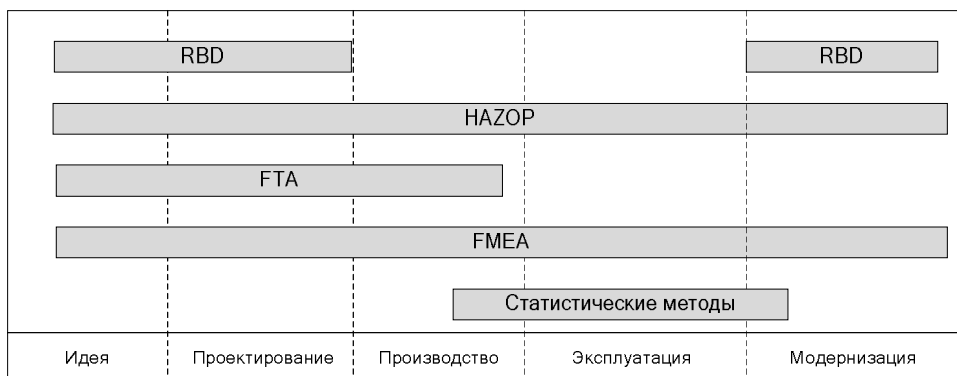 RBD RBD
HAZOP
FTA
FMEA
Статистические методы
Идея Проектирование Производство Эксплуатация Модернизация